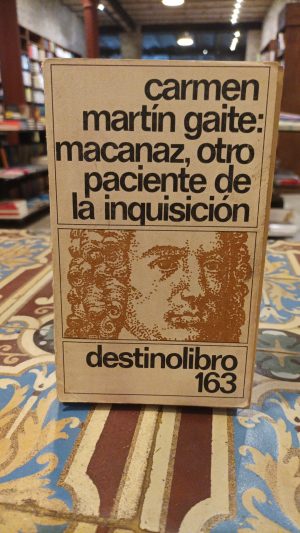 carmen
martín gaite:
macanaz, otro
paciente de
la inquisición
destinolibro
163